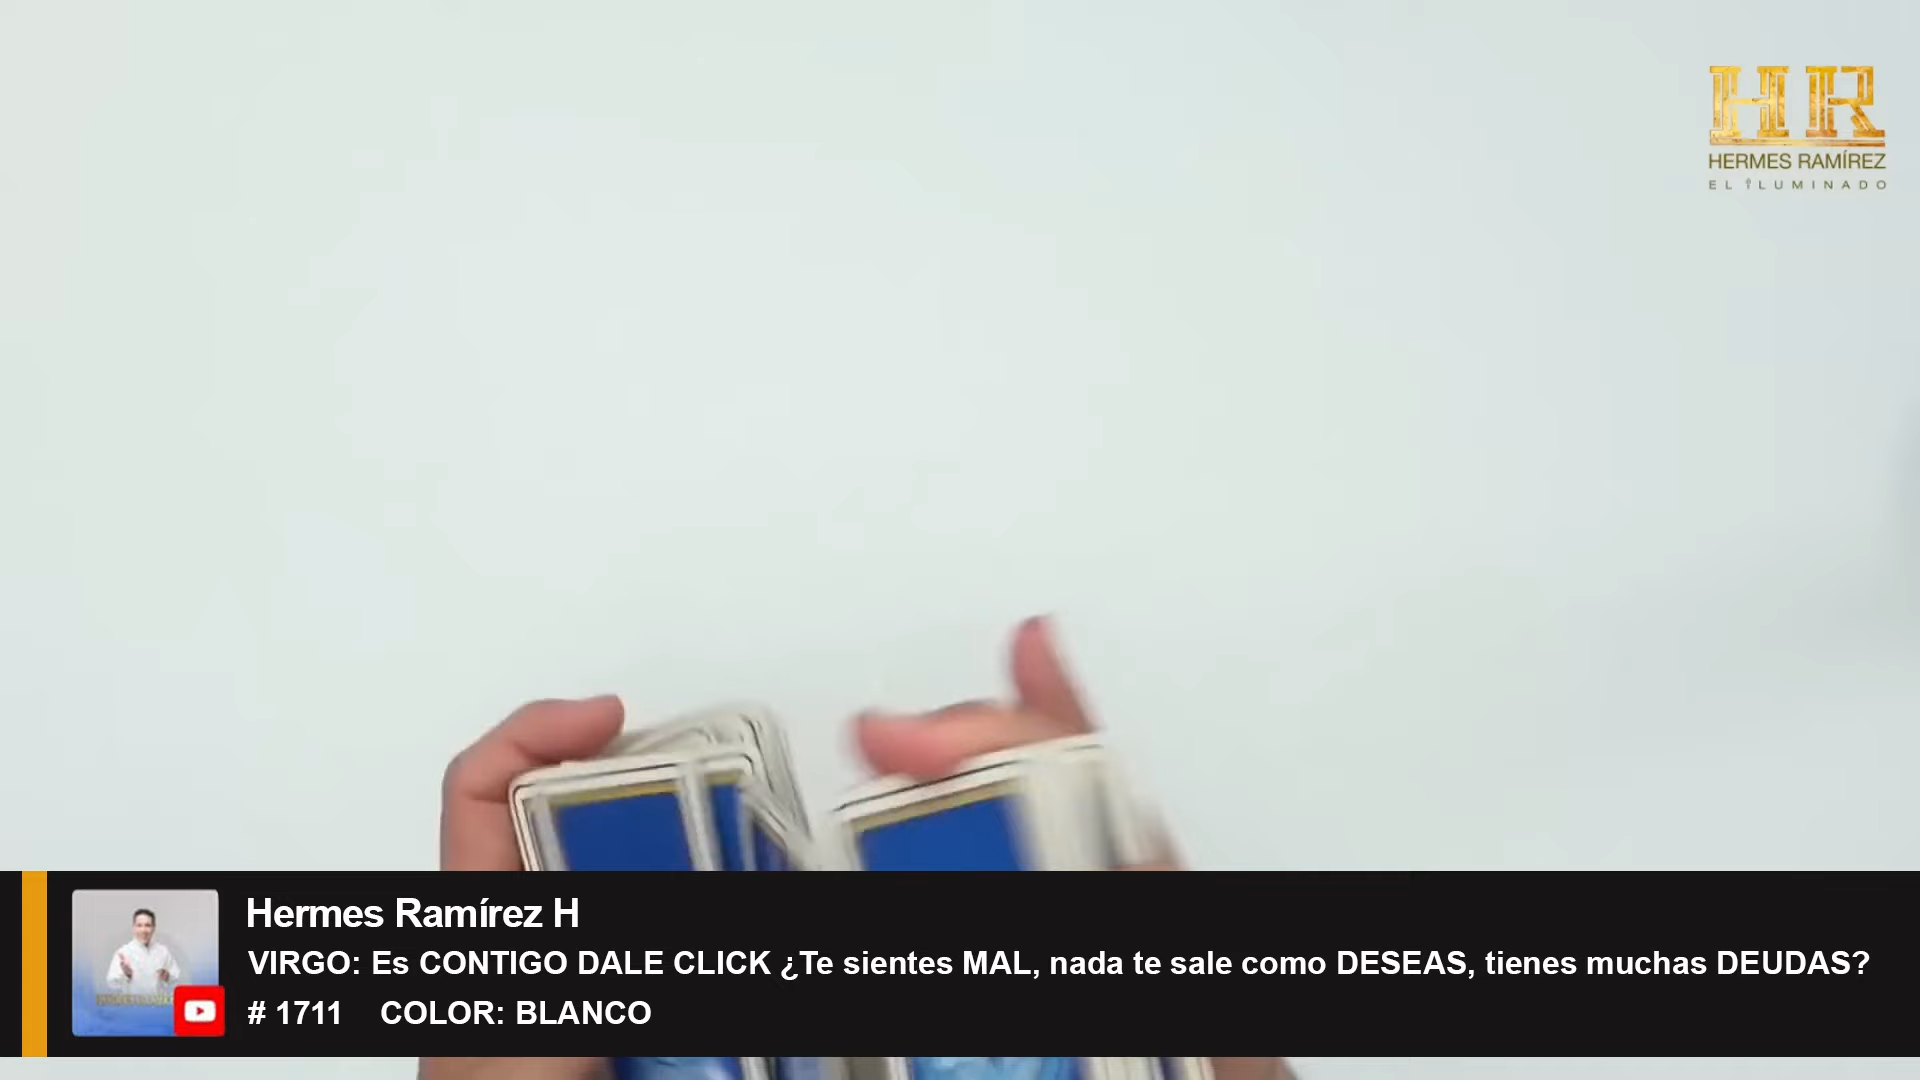 HR
HERMES RAMÍREZ
EL ILUMINADO
Hermes Ramírez H
VIRGO: Es CONTIGO DALE CLICK ¿Te sientes MAL, nada te sale como DESEAS, tienes muchas DEUDAS?
# 1711 COLOR: BLANCO